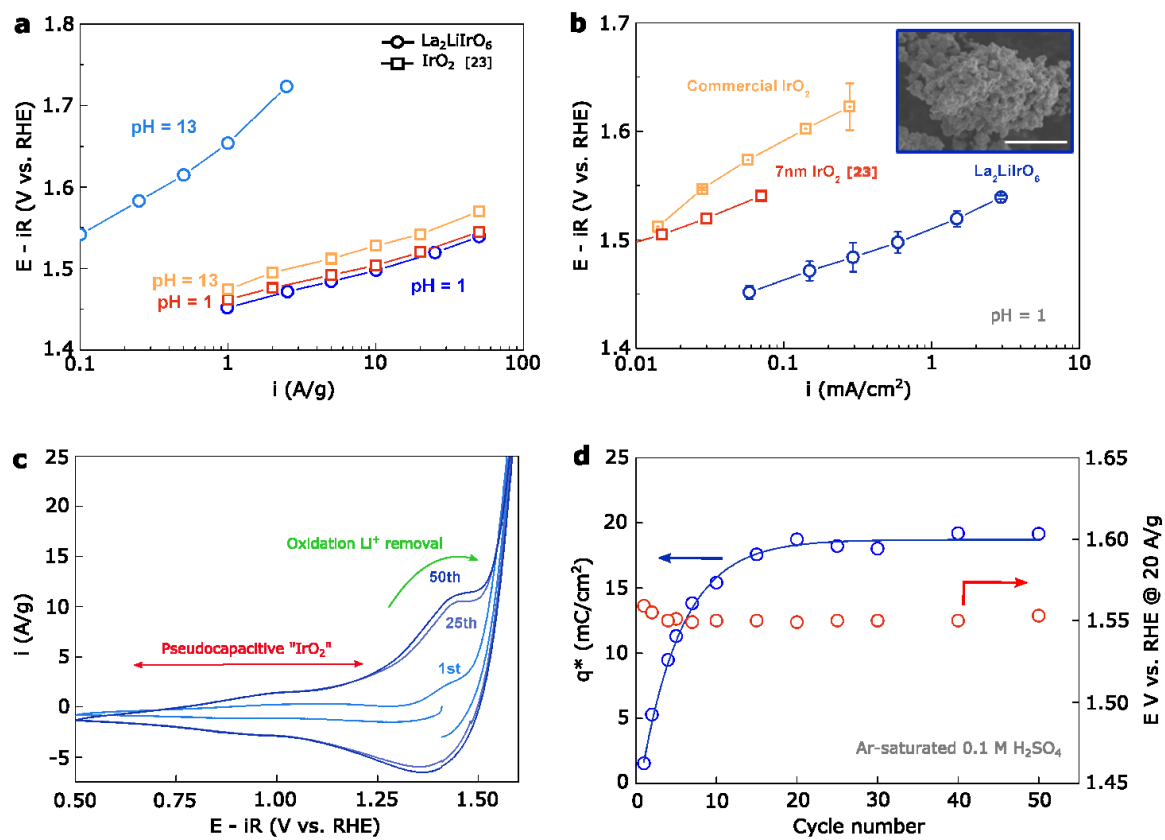 a
1.8
1.7
1.6
1.5
1.4
E - iR (V vs. RHE)
La₂LiIrO₆
IrO₂ [23]
pH = 13
pH = 13
pH = 1
pH = 1
0.1
1
10
100
i (A/g)
b
1.7
1.6
1.5
1.4
E - iR (V vs. RHE)
Commercial IrO₂
7nm IrO₂ [23]
La₂LiIrO₆
pH = 1
0.01
0.1
1
10
i (mA/cm²)
c
25
20
15
10
5
0
-5
i (A/g)
Oxidation LI⁺ removal
50th
25th
Pseudocapacitive "IrO₂"
1st
0.50
0.75
1.00
1.25
1.50
E - iR (V vs. RHE)
d
25
20
15
10
5
0
q* (mC/cm²)
1.65
1.60
1.55
1.50
1.45
E V vs. RHE @ 20 A/g
Ar-saturated 0.1 M H₂SO₄
0
10
20
30
40
50
Cycle number